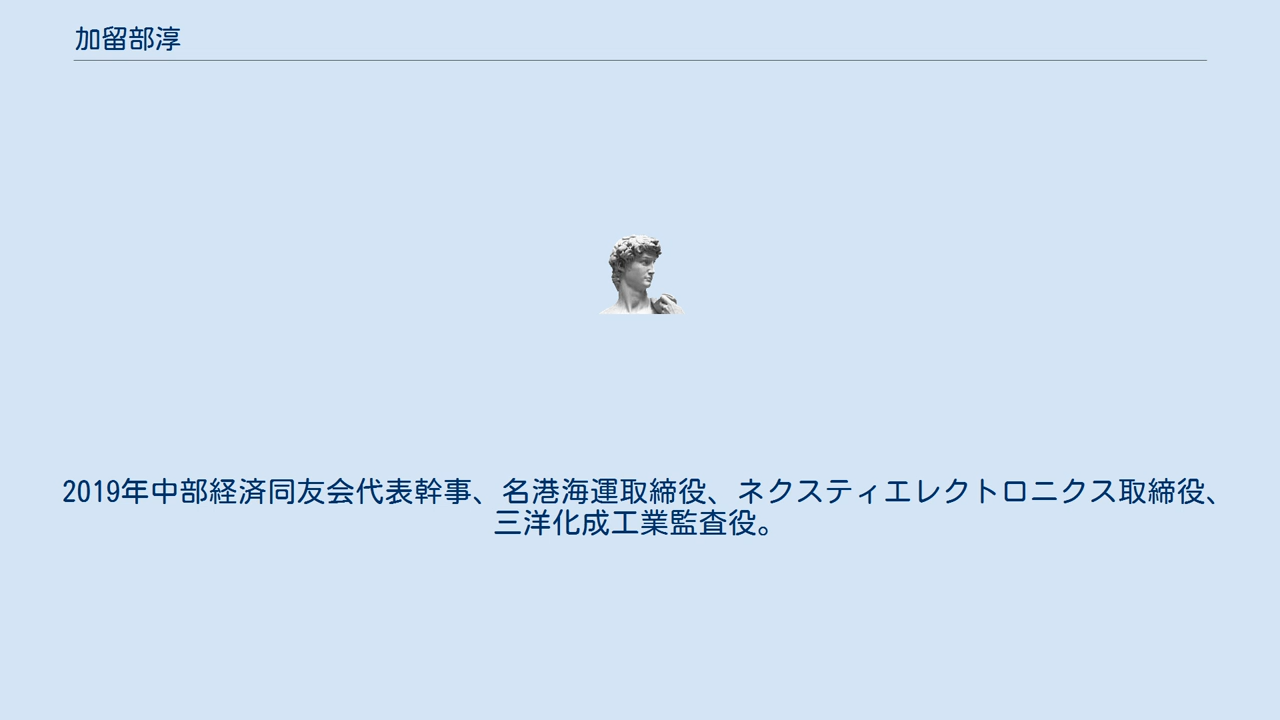 加留部淳
2019年中部経済同友会代表幹事、名港海運取締役、ネクスティエレクトロニクス取締役、
三洋化成工業監査役。